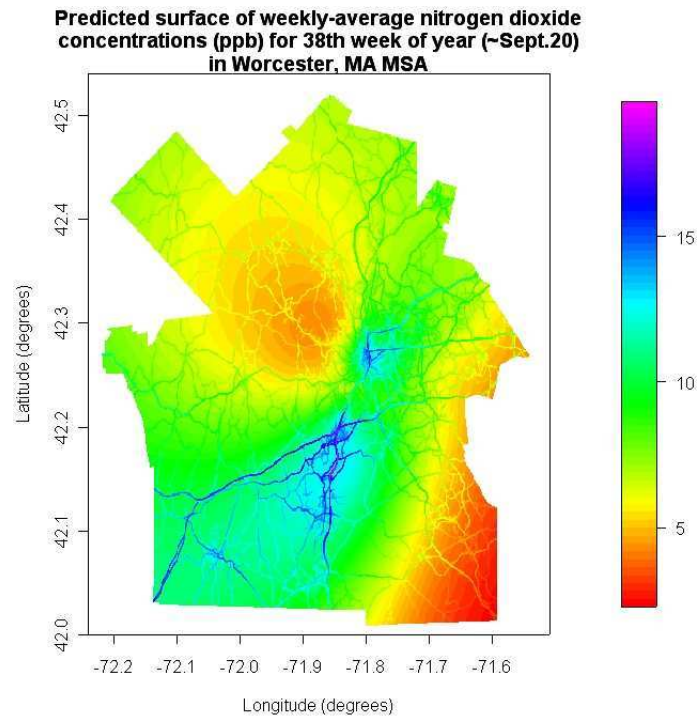 Predicted surface of weekly-average nitrogen dioxide
concentrations (ppb) for 38th week of year (~Sept.20)
in Worcester, MA MSA
42.5
42.4
42.3
42.2
42.1
42.0
Latitude (degrees)
-72.2 -72.1 -72.0 -71.9 -71.8 -71.7 -71.6
Longitude (degrees)
15
10
5